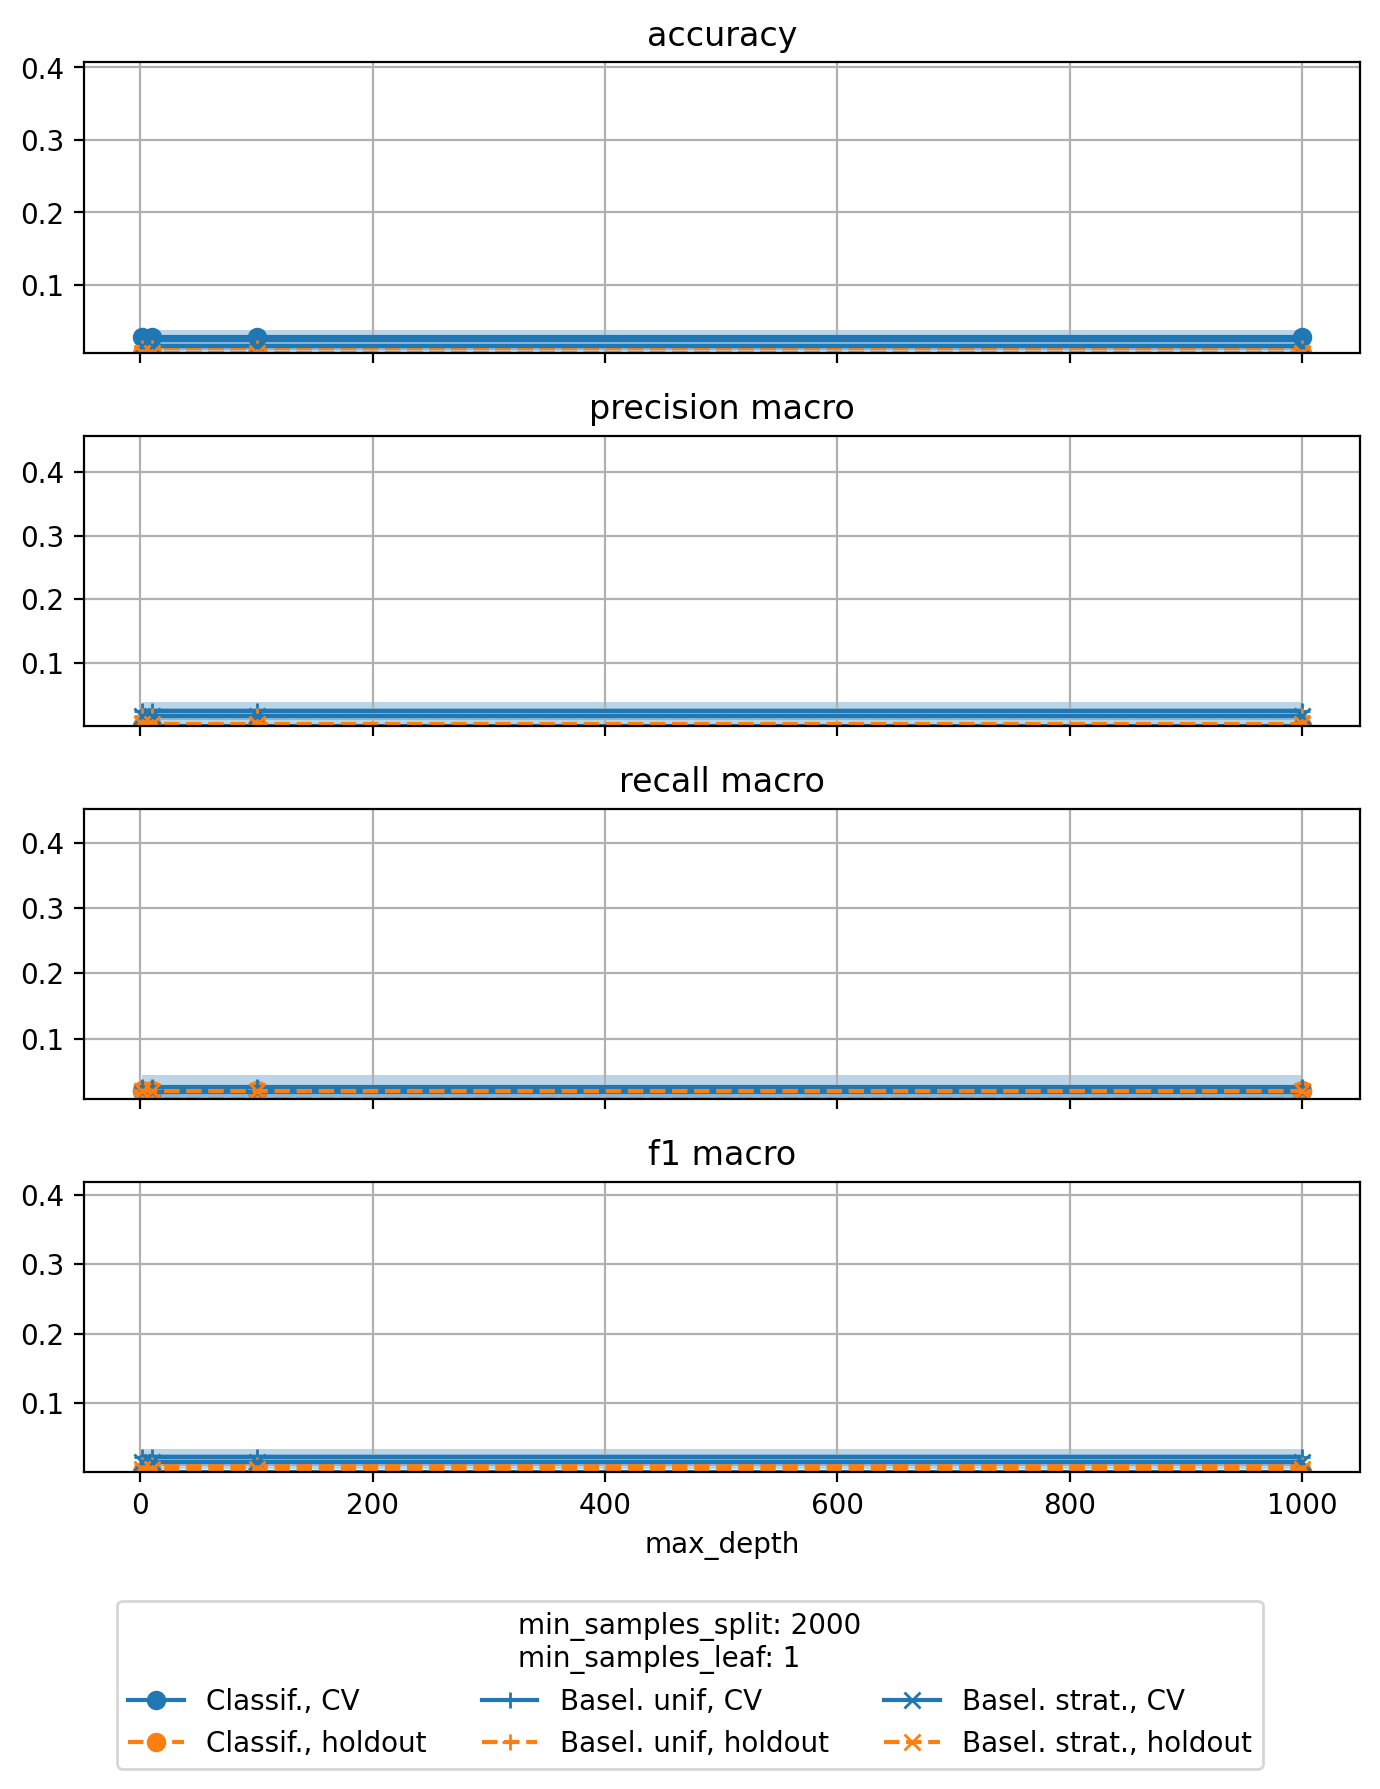 accuracy
0.4
0.3
0.2
0.1
precision macro
0.4
0.3
0.2
0.1
recall macro
0.4
0.3
0.2
0.1
f1 macro
0.4
0.3
0.2
0.1
0 200 400 600 800 1000
max_depth
min_samples_split: 2000
min_samples_leaf: 1
Classif., CV Basel. unif, CV Basel. strat., CV
Classif., holdout Basel. unif, holdout Basel. strat., holdout